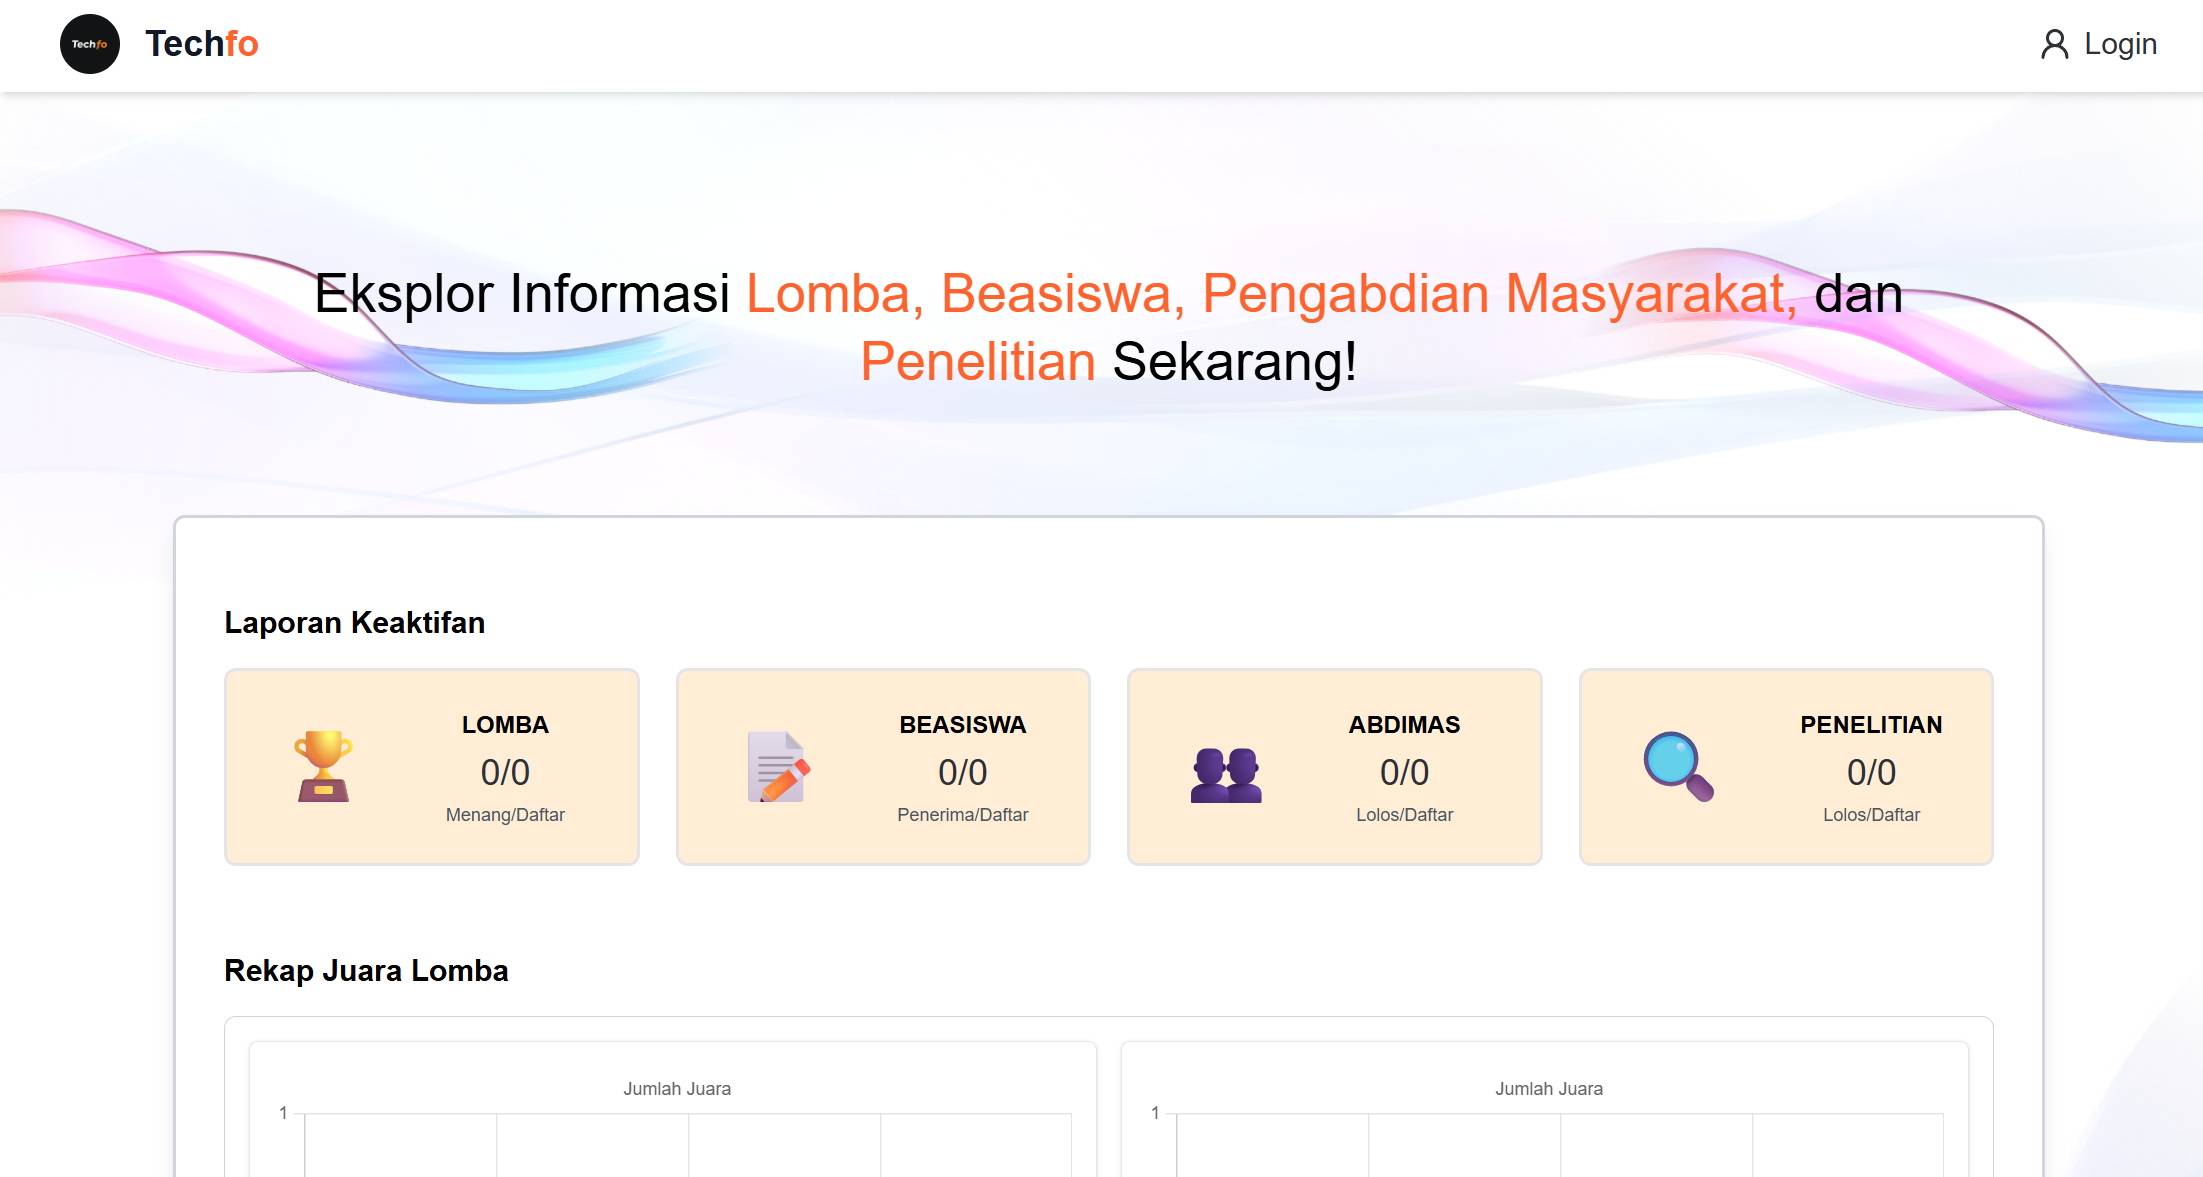 Techfo
Techfo
Login
Eksplor Informasi Lomba, Beasiswa, Pengabdian Masyarakat, dan
Penelitian Sekarang!
Laporan Keaktifan
LOMBA
0/0
Menang/Daftar
BEASISWA
0/0
Penerima/Daftar
ABDIMAS
0/0
Lolos/Daftar
PENELITIAN
0/0
Lolos/Daftar
Rekap Juara Lomba
Jumlah Juara
1
Jumlah Juara
1